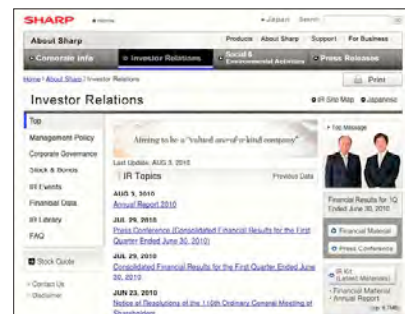 SHARP
Japan Search
About Sharp Products About Sharp Support For Business
Corporate Info Investor Relations Social & Environmental Activities Press Releases
Home / About Sharp / Investor Relations
Print
Investor Relations
IR Site Map Japanese
Top
Management Policy
Corporate Governance
Stock & Bonds
IR Events
Financial Data
IR Library
FAQ
Stock Quote
Contact Us
Disclaimer
Aiming to be a "valued one-of-a-kind company"
Last Update: AUG 3, 2010
IR Topics Previous Data
AUG 3, 2010
Annual Report 2010
JUL 29, 2010
Press Conference (Consolidated Financial Results for the First
Quarter Ended June 30, 2010)
JUL 29, 2010
Consolidated Financial Results for the First Quarter Ended June
30, 2010
JUN 23, 2010
Notice of Resolutions of the 116th Ordinary General Meeting of
Shareholders
Top Message
Financial Results for 1Q
Ended June 30, 2010
Financial Material
Press Conference
IR Kit
(Latest Materials)
Financial Material
Annual Report